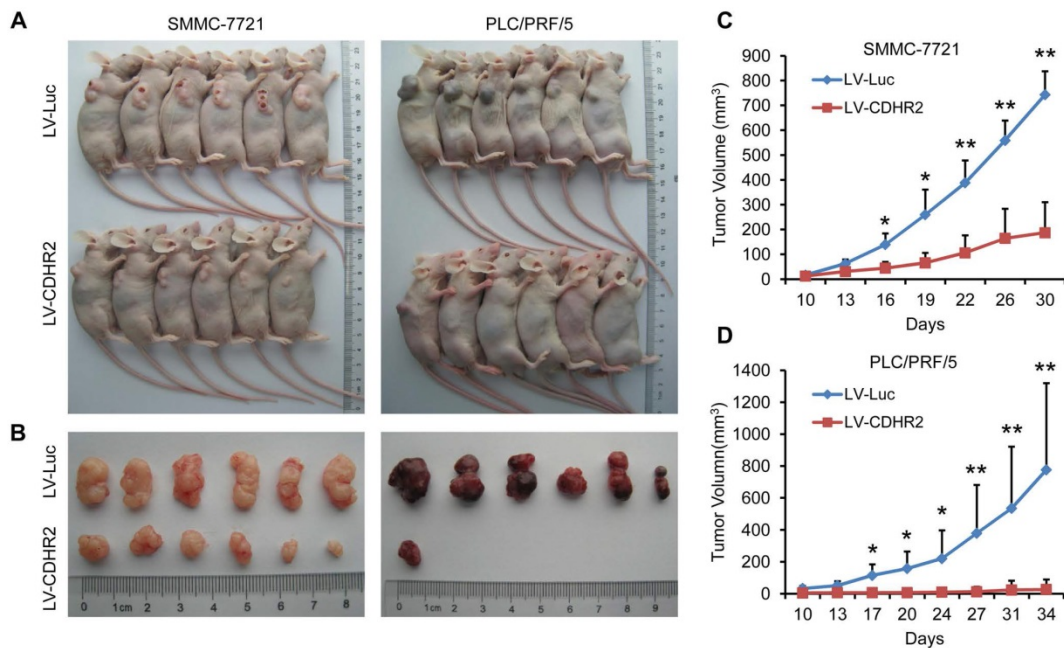 A
SMMC-7721
PLC/PRF/5
LV-Luc
LV-CDHR2
B
LV-Luc
LV-CDHR2
0 1cm 2 3 4 5 6 7 8
0 1cm 2 3 4 5 6 7 8 9
C
SMMC-7721
LV-Luc
LV-CDHR2
Tumor Volume (mm³)
900
800
700
600
500
400
300
200
100
0
* * ** ** **
10 13 16 19 22 26 30
Days
D
PLC/PRF/5
LV-Luc
LV-CDHR2
Tumor Volumn(mm³)
1400
1200
1000
800
600
400
200
0
* * * ** ** **
10 13 17 20 24 27 31 34
Days